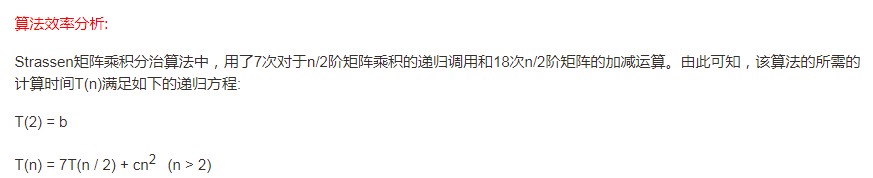 算法效率分析:
Strassen矩阵乘积分治算法中，用了7次对于n/2阶矩阵乘积的递归调用和18次n/2阶矩阵的加减运算。由此可知，该算法的所需的
计算时间T(n)满足如下的递归方程:
T(2) = b
T(n) = 7T(n / 2) + cn² (n > 2)